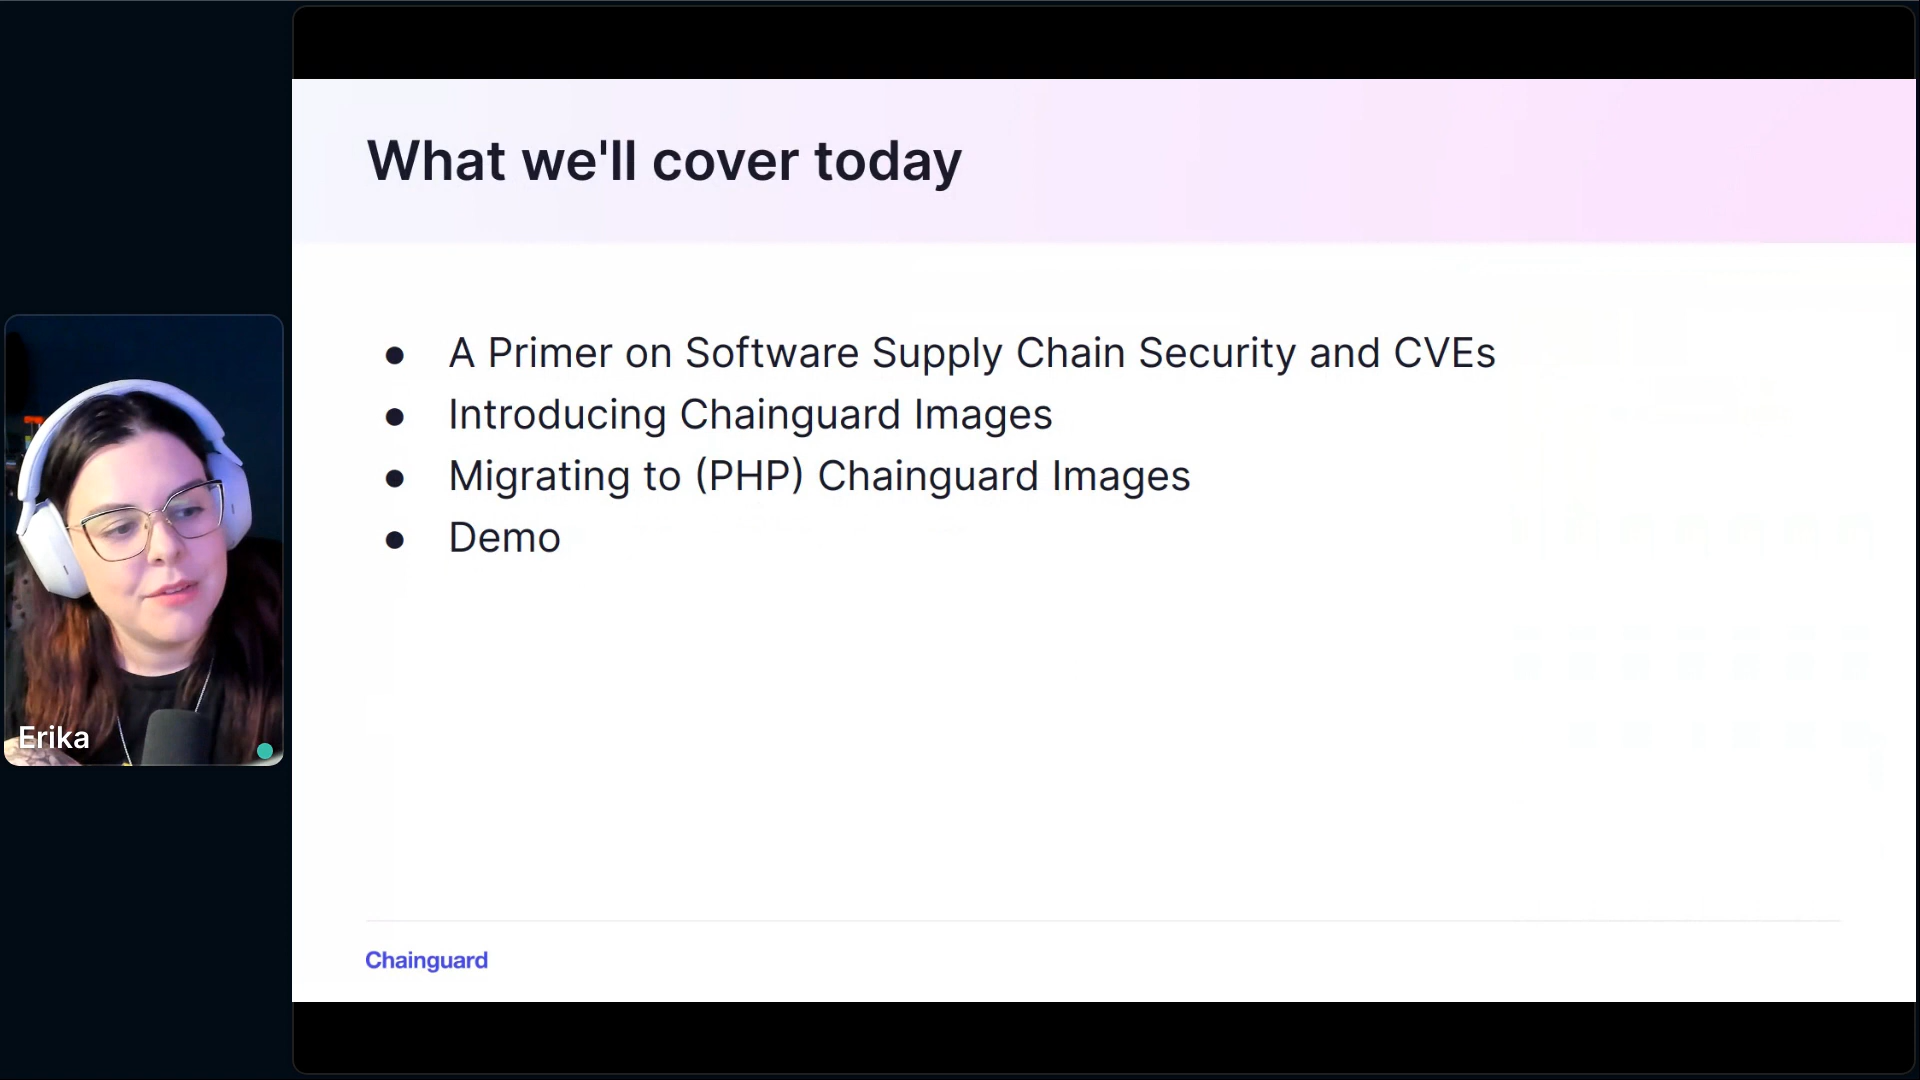 What we'll cover today
● A Primer on Software Supply Chain Security and CVEs
● Introducing Chainguard Images
● Migrating to (PHP) Chainguard Images
● Demo
Erika
Chainguard